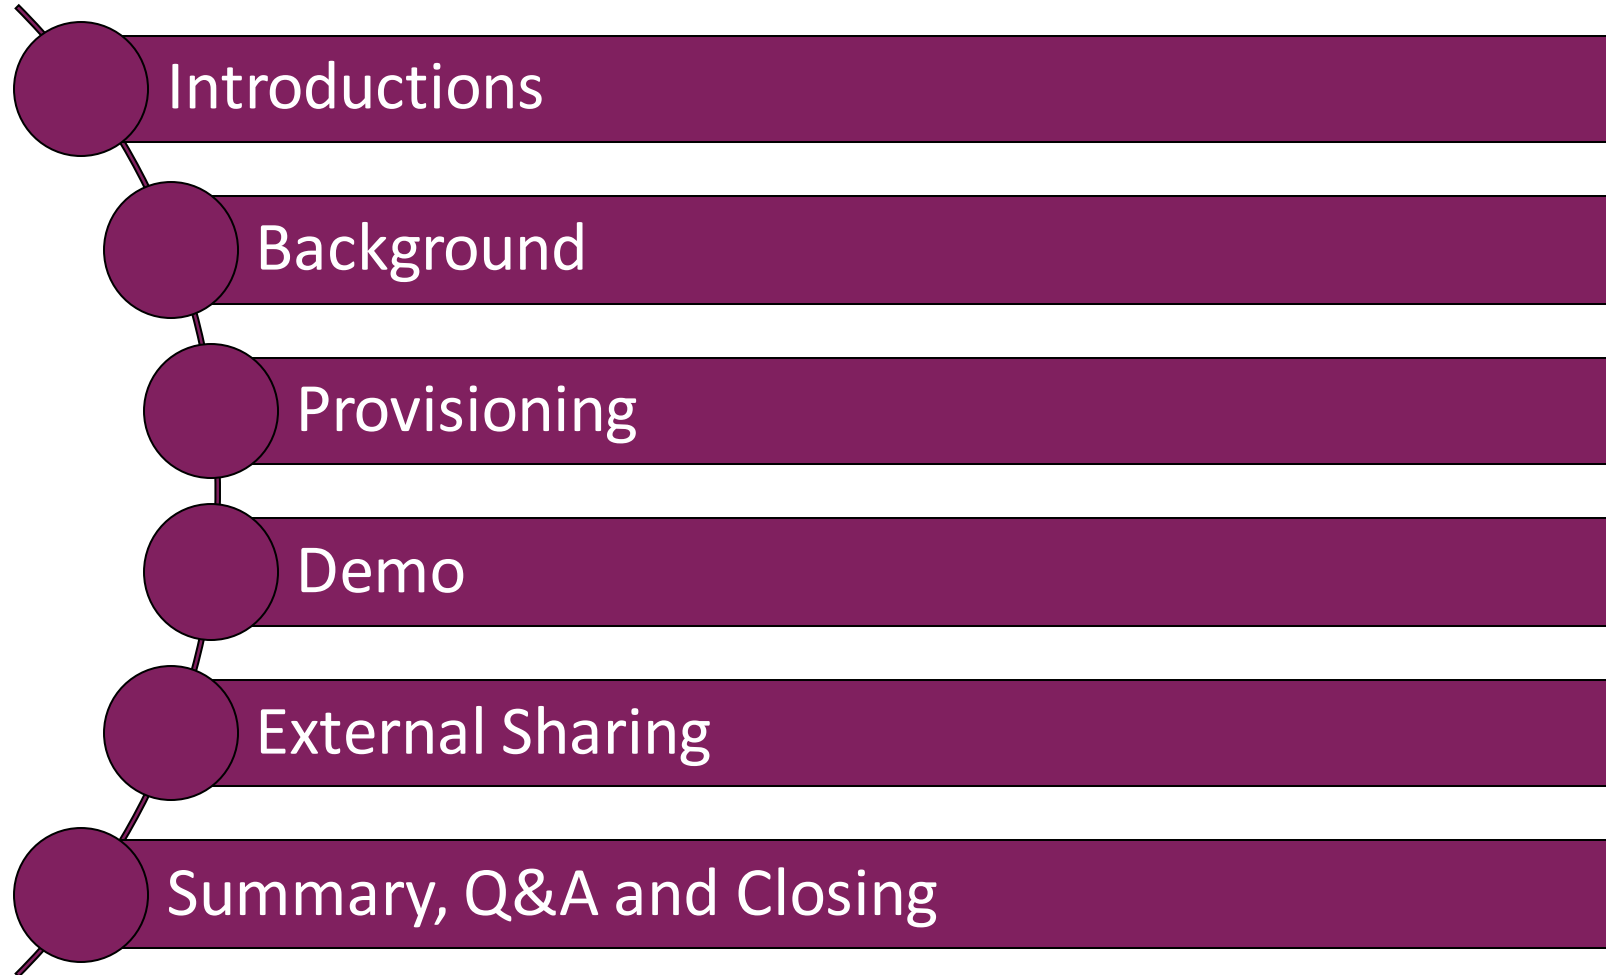 Introductions
Background
Provisioning
Demo
External Sharing
Summary, Q&A and Closing